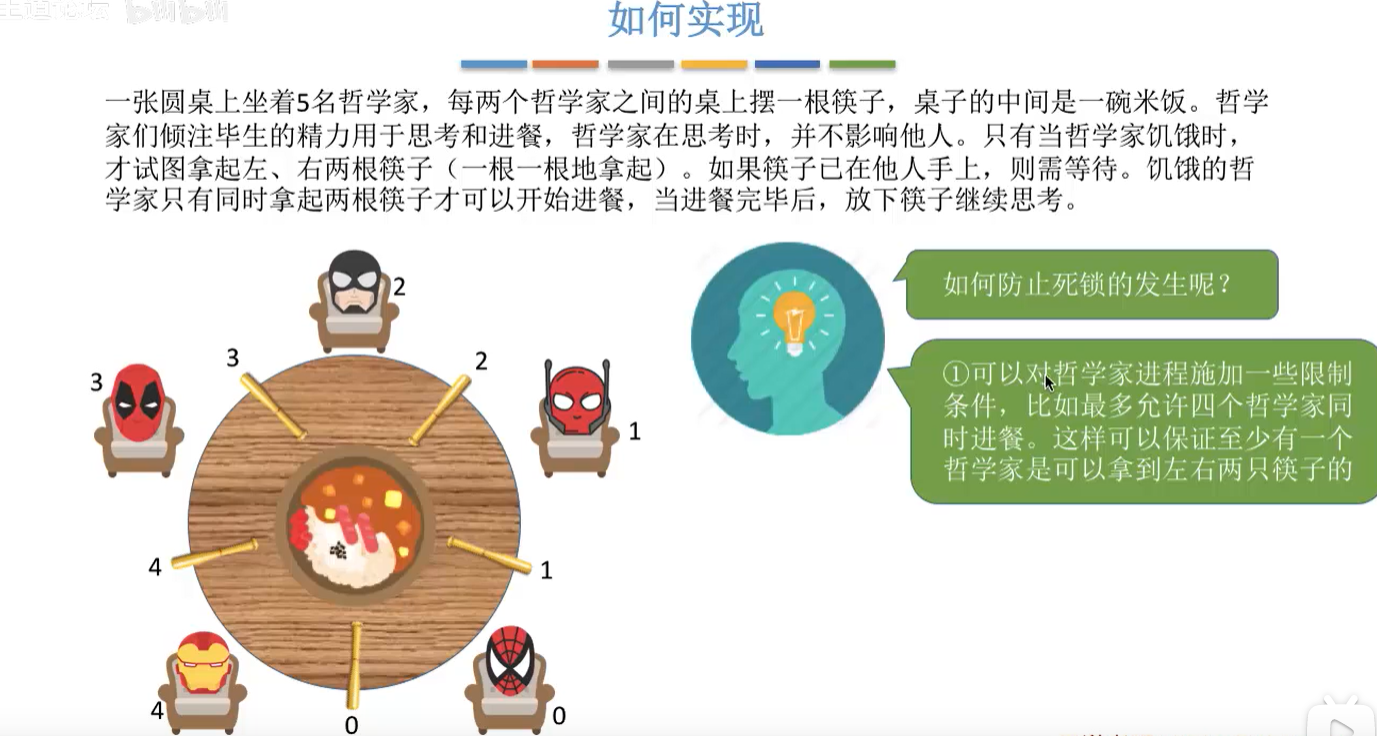 如何实现
一张圆桌上坐着5名哲学家，每两个哲学家之间的桌上摆一根筷子，桌子的中间是一碗米饭。哲学
家们倾注毕生的精力用于思考和进餐，哲学家在思考时，并不影响他人。只有当哲学家饥饿时，
才试图拿起左、右两根筷子（一根一根地拿起）。如果筷子已在他人手上，则需等待。饥饿的哲
学家只有同时拿起两根筷子才可以开始进餐，当进餐完毕后，放下筷子继续思考。
2
3
2
3
1
4
1
4
0
0
如何防止死锁的发生呢？
①可以对哲学家进程施加一些限制
条件，比如最多允许四个哲学家同
时进餐。这样可以保证至少有一个
哲学家是可以拿到左右两只筷子的